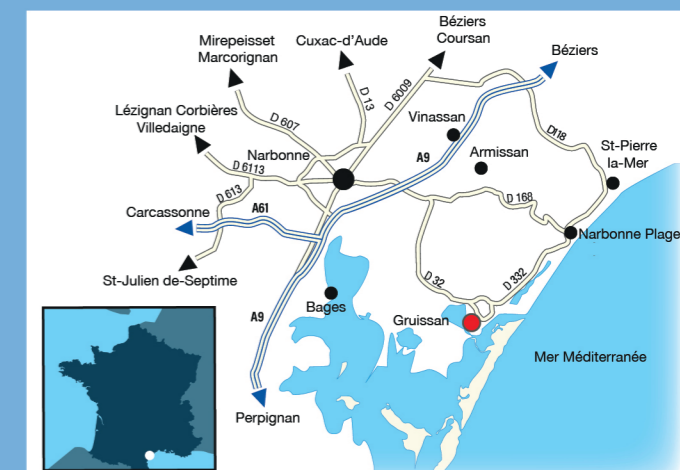 Béziers
Coursan
Mirepeisset
Marcorignan
Cuxac-d'Aude
Béziers
D 6009
D 13
Lézignan Corbières
Villedaigne
D 607
Vinassan
D118
St-Pierre
la-Mer
Narbonne
A9
Armissan
D 6113
D 613
D 168
Carcassonne
A61
Narbonne Plage
St-Julien de-Septime
D 32
D 332
Bages
A9
Gruissan
Mer Méditerranée
Perpignan